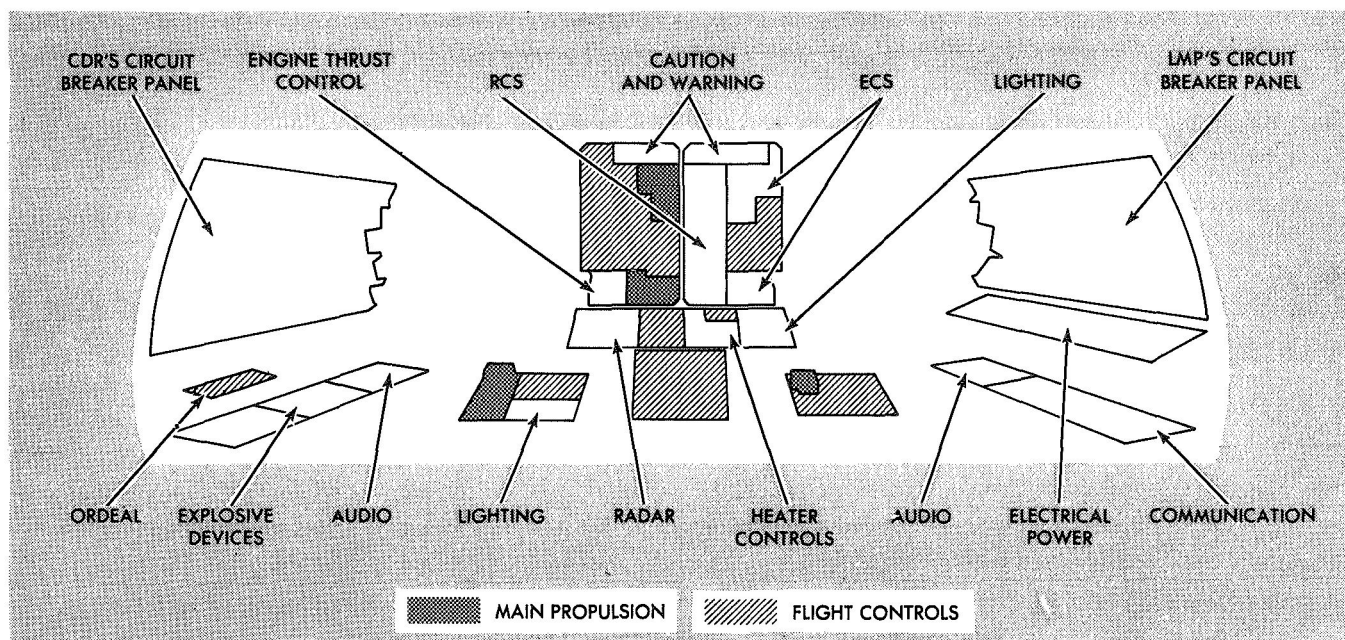 CDR'S CIRCUIT
BREAKER PANEL
ENGINE THRUST
CONTROL
RCS
CAUTION
AND WARNING
ECS
LIGHTING
LMP'S CIRCUIT
BREAKER PANEL
ORDEAL
EXPLOSIVE
DEVICES
AUDIO
LIGHTING
RADAR
HEATER
CONTROLS
AUDIO
ELECTRICAL
POWER
COMMUNICATION
MAIN PROPULSION
FLIGHT CONTROLS